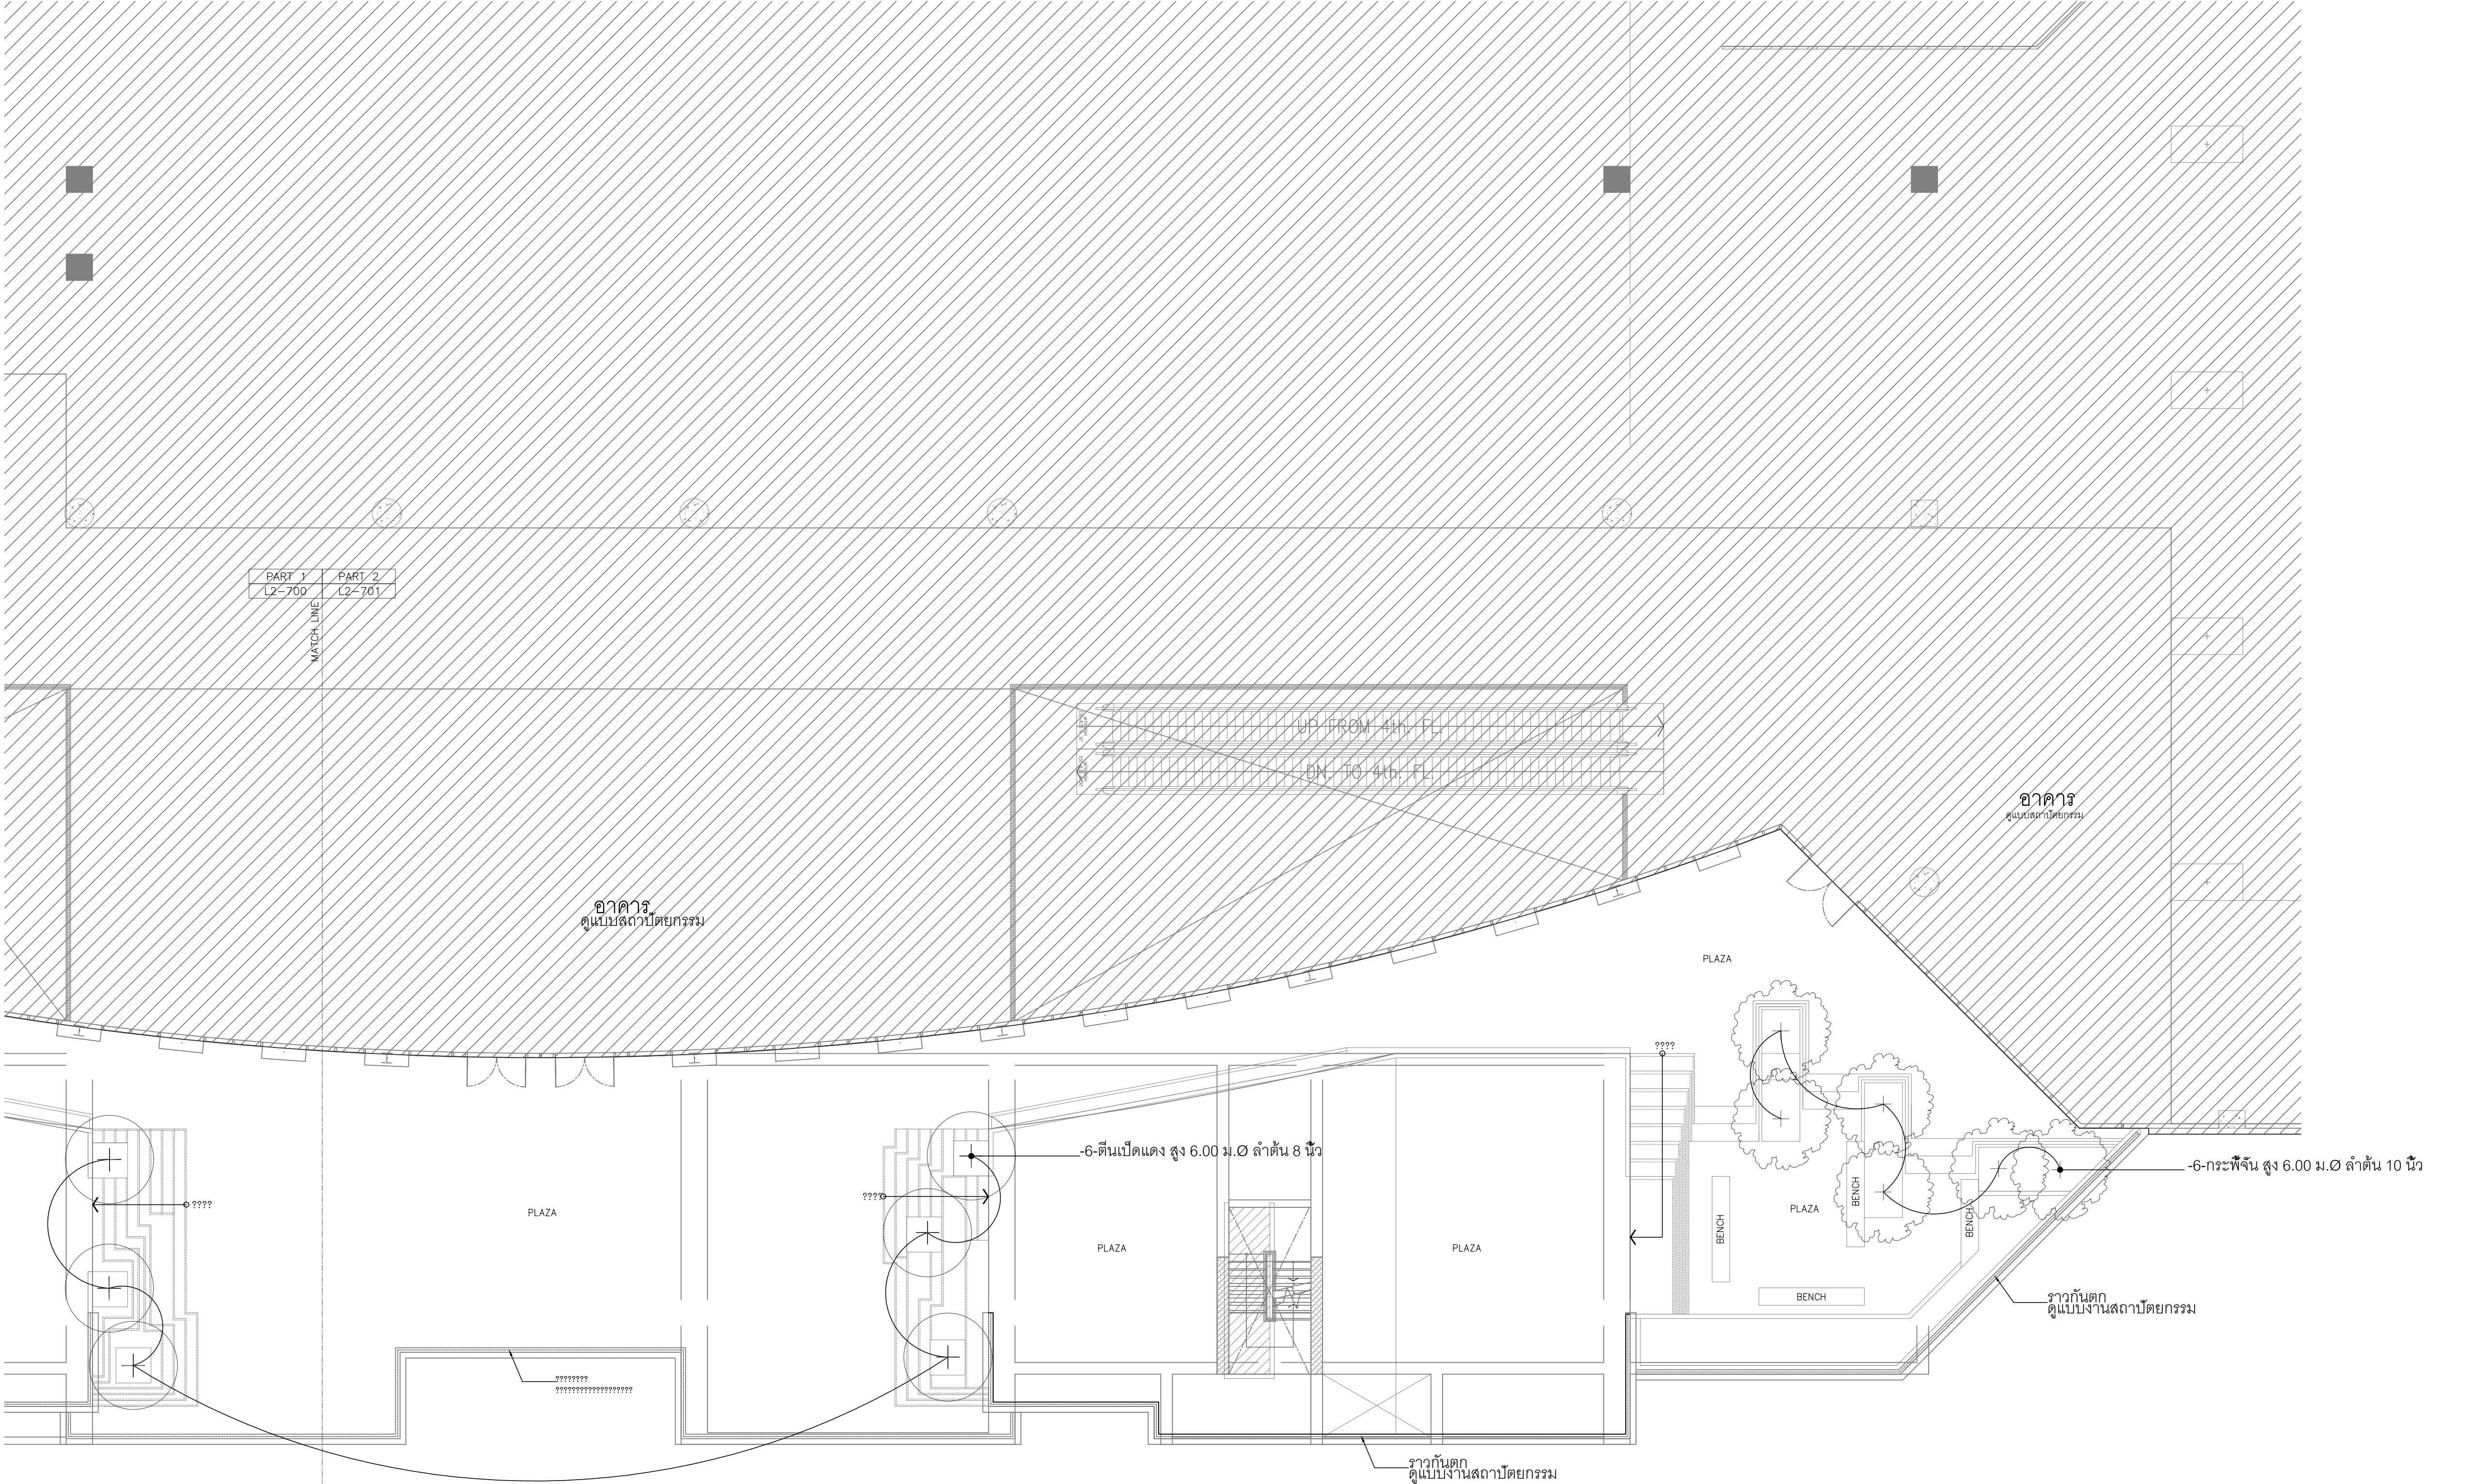 PART 1 PART 2
L2-700 L2-701
MATCH LINE
UP FROM 4th. FL.
DN. TO 4th. FL.
อาคาร
ดูแบบสถาปัตยกรรม
อาคาร
ดูแบบสถาปัตยกรรม
PLAZA
????
-6-ตีนเป็ดแดง สูง 6.00 ม.Ø ลำต้น 8 นิ้ว
-6-กระพี้จั่น สูง 6.00 ม.Ø ลำต้น 10 นิ้ว
????
????
PLAZA
PLAZA
PLAZA
PLAZA
BENCH
BENCH
BENCH
BENCH
ราวกันตก
ดูแบบงานสถาปัตยกรรม
????????
???????????????????
ราวกันตก
ดูแบบงานสถาปัตยกรรม